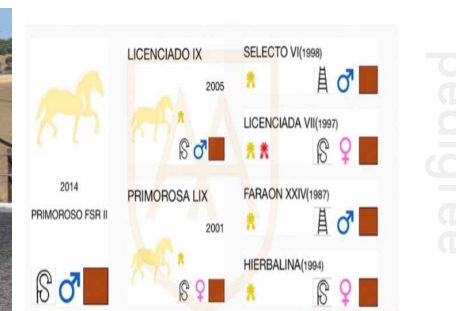 LICENCIADO IX
2005
SELECTO VI(1998)
LICENCIADA VII(1997)
2014
PRIMOROSO FSR II
PRIMOROSA LIX
2001
FARAON XXIV(1987)
HIERBALINA(1994)
pedigree